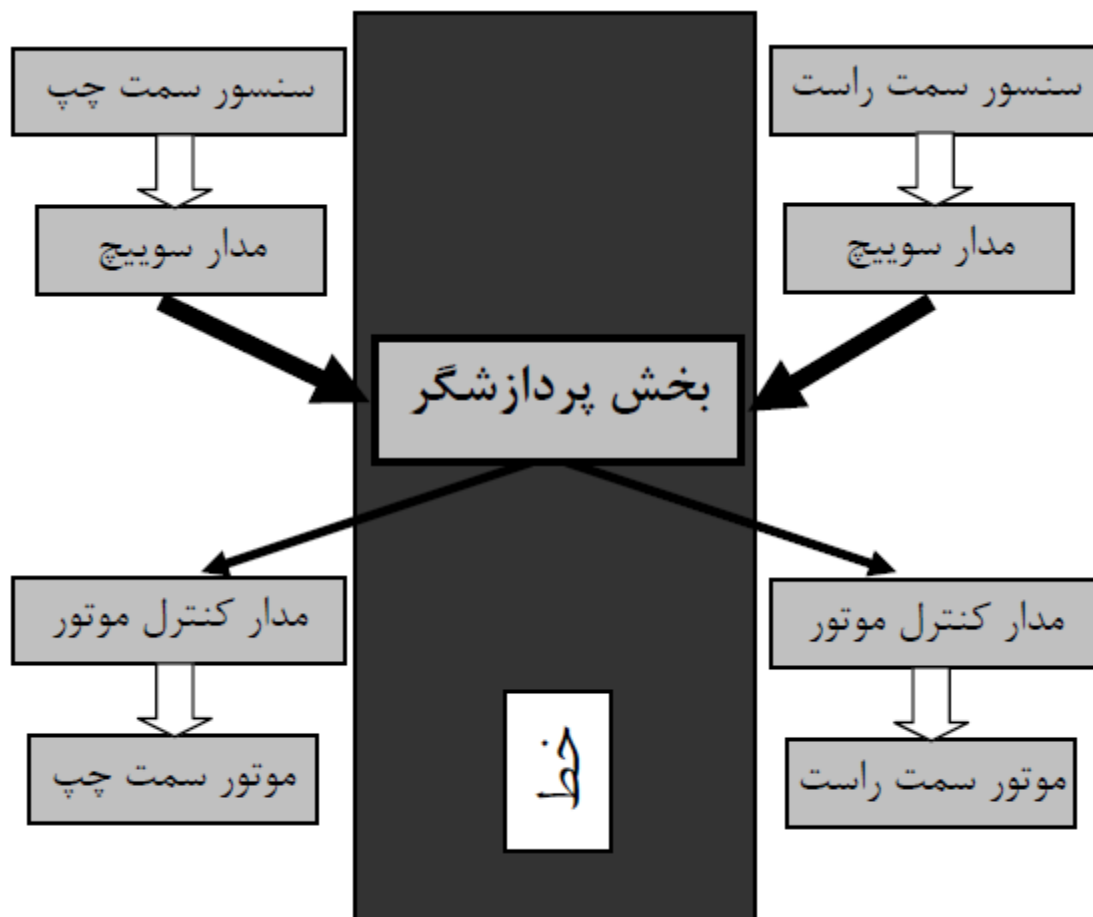 سنسور سمت راست
سنسور سمت چپ
مدار سوییچ
مدار سوییچ
بخش پردازشگر
مدار کنترل موتور
مدار کنترل موتور
خط
موتور سمت راست
موتور سمت چپ